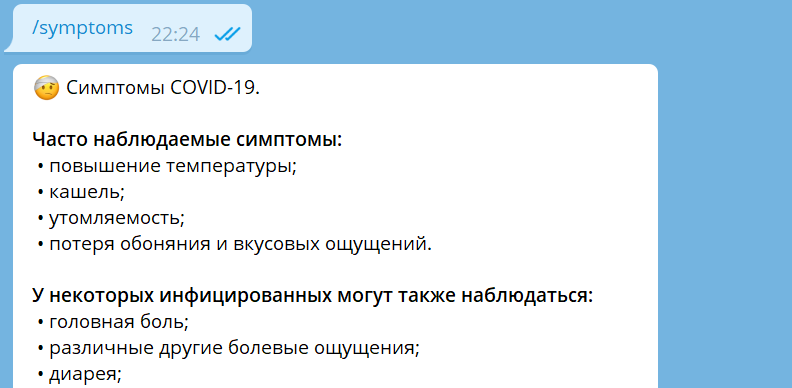 /symptoms 22:24
🤕 Симптомы COVID-19.
Часто наблюдаемые симптомы:
• повышение температуры;
• кашель;
• утомляемость;
• потеря обоняния и вкусовых ощущений.
У некоторых инфицированных могут также наблюдаться:
• головная боль;
• различные другие болевые ощущения;
• диарея;